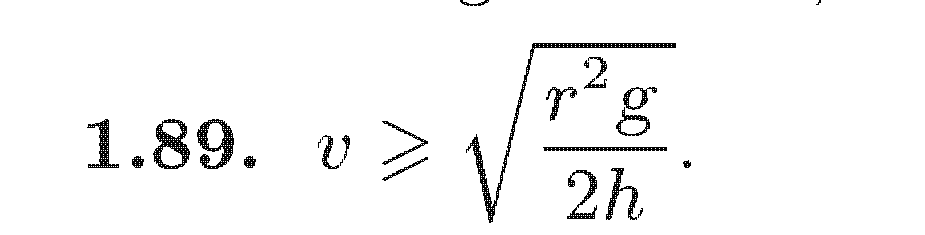 1.89. v ⩾ √(r²g / 2h).